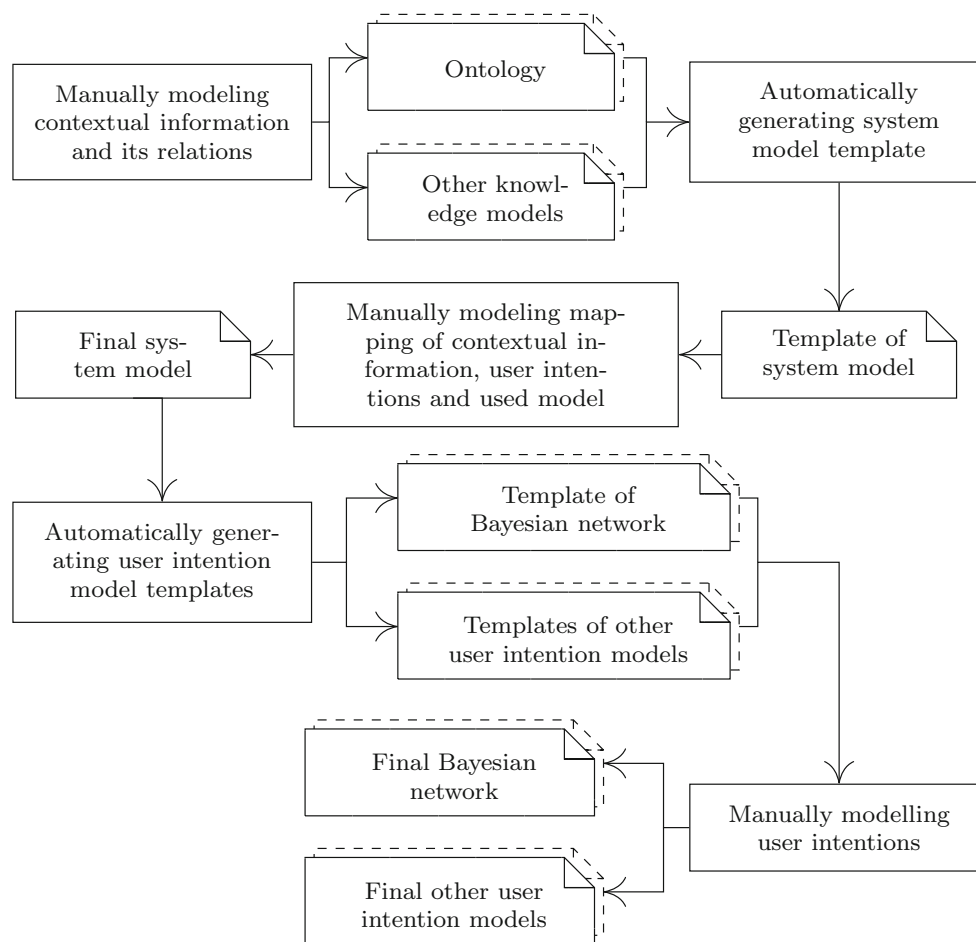 Ontology
Manually modeling
contextual information
and its relations
Automatically
generating system
model template
Other knowl-
edge models
Manually modeling map-
ping of contextual in-
formation, user inten-
tions and used model
Final sys-
tem model
Template of
system model
Template of
Bayesian network
Automatically gener-
ating user intention
model templates
Templates of other
user intention models
Final Bayesian
network
Manually modelling
user intentions
Final other user
intention models